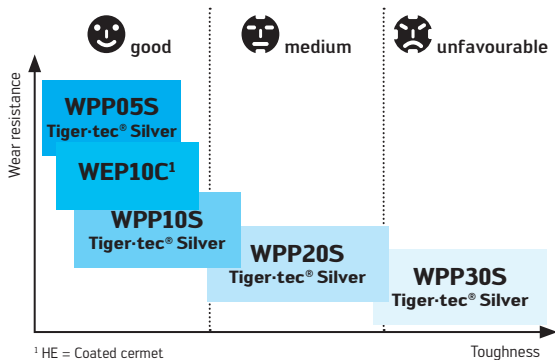 good
medium
unfavourable
Wear resistance
WPP05S
Tiger·tec® Silver
WEP10C¹
WPP10S
Tiger·tec® Silver
WPP20S
Tiger·tec® Silver
WPP30S
Tiger·tec® Silver
¹ HE = Coated cermet
Toughness